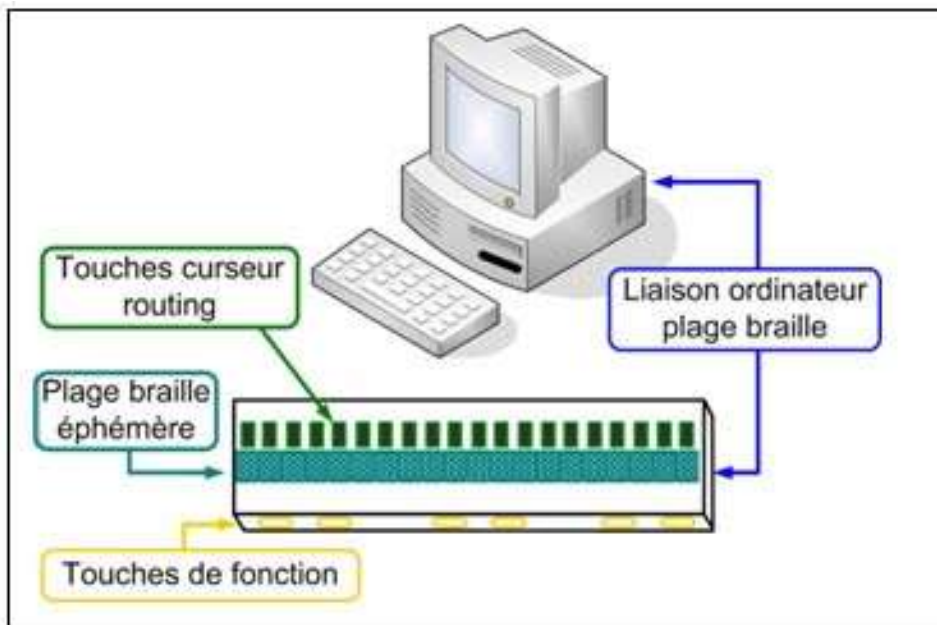 Touches curseur
routing
Liaison ordinateur
plage braille
Plage braille
éphémère
Touches de fonction